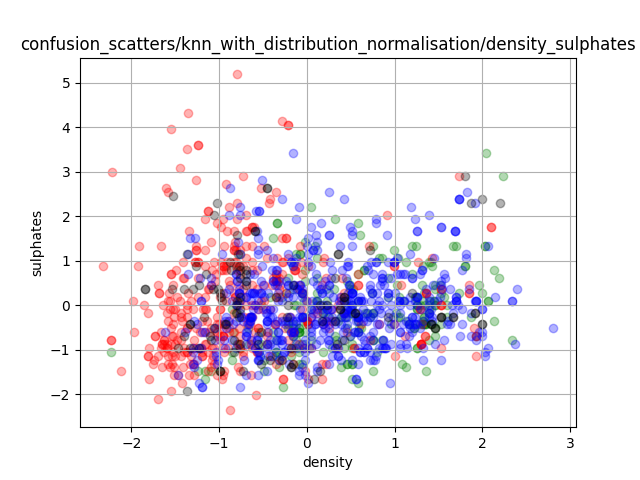 confusion_scatters/knn_with_distribution_normalisation/density_sulphates
5
4
3
2
1
0
−1
−2
sulphates
−2 −1 0 1 2 3
density